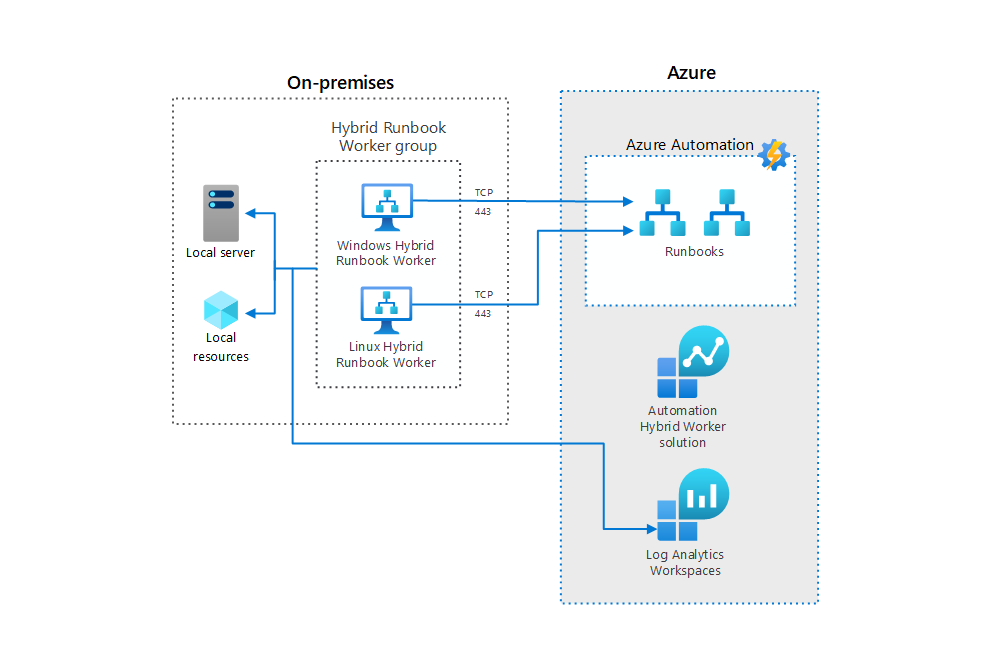 On-premises
Hybrid Runbook
Worker group
Local server
Local
resources
Windows Hybrid
Runbook Worker
Linux Hybrid
Runbook Worker
TCP
443
TCP
443
Azure
Azure Automation
Runbooks
Automation
Hybrid Worker
solution
Log Analytics
Workspaces